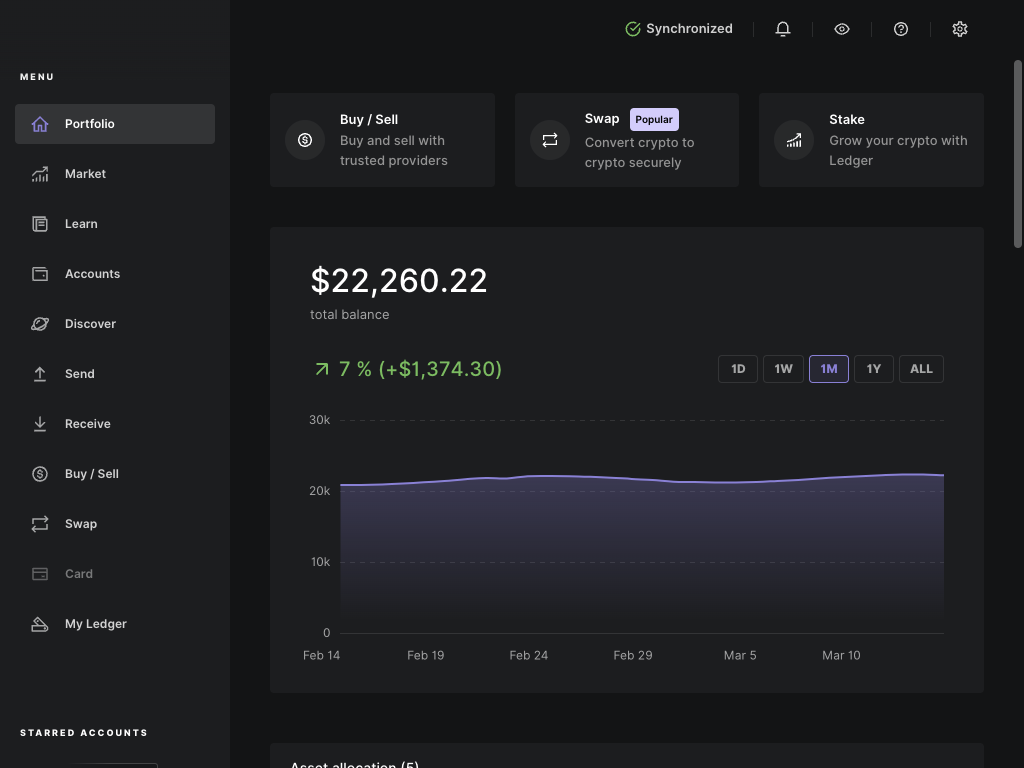 Synchronized
MENU
Portfolio
Market
Learn
Accounts
Discover
Send
Receive
Buy / Sell
Swap
Card
My Ledger
STARRED ACCOUNTS
Buy / Sell
Buy and sell with
trusted providers
Swap Popular
Convert crypto to
crypto securely
Stake
Grow your crypto with
Ledger
$22,260.22
total balance
7 % (+$1,374.30)
1D 1W 1M 1Y ALL
30k
20k
10k
0
Feb 14 Feb 19 Feb 24 Feb 29 Mar 5 Mar 10
Asset allocation (5)